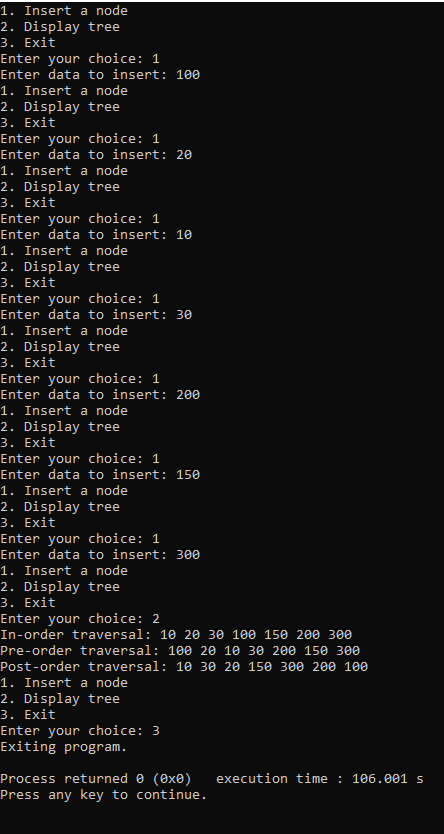 1. Insert a node
2. Display tree
3. Exit
Enter your choice: 1
Enter data to insert: 100
1. Insert a node
2. Display tree
3. Exit
Enter your choice: 1
Enter data to insert: 20
1. Insert a node
2. Display tree
3. Exit
Enter your choice: 1
Enter data to insert: 10
1. Insert a node
2. Display tree
3. Exit
Enter your choice: 1
Enter data to insert: 30
1. Insert a node
2. Display tree
3. Exit
Enter your choice: 1
Enter data to insert: 200
1. Insert a node
2. Display tree
3. Exit
Enter your choice: 1
Enter data to insert: 150
1. Insert a node
2. Display tree
3. Exit
Enter your choice: 1
Enter data to insert: 300
1. Insert a node
2. Display tree
3. Exit
Enter your choice: 2
In-order traversal: 10 20 30 100 150 200 300
Pre-order traversal: 100 20 10 30 200 150 300
Post-order traversal: 10 30 20 150 300 200 100
1. Insert a node
2. Display tree
3. Exit
Enter your choice: 3
Exiting program.
Process returned 0 (0x0)   execution time : 106.001 s
Press any key to continue.